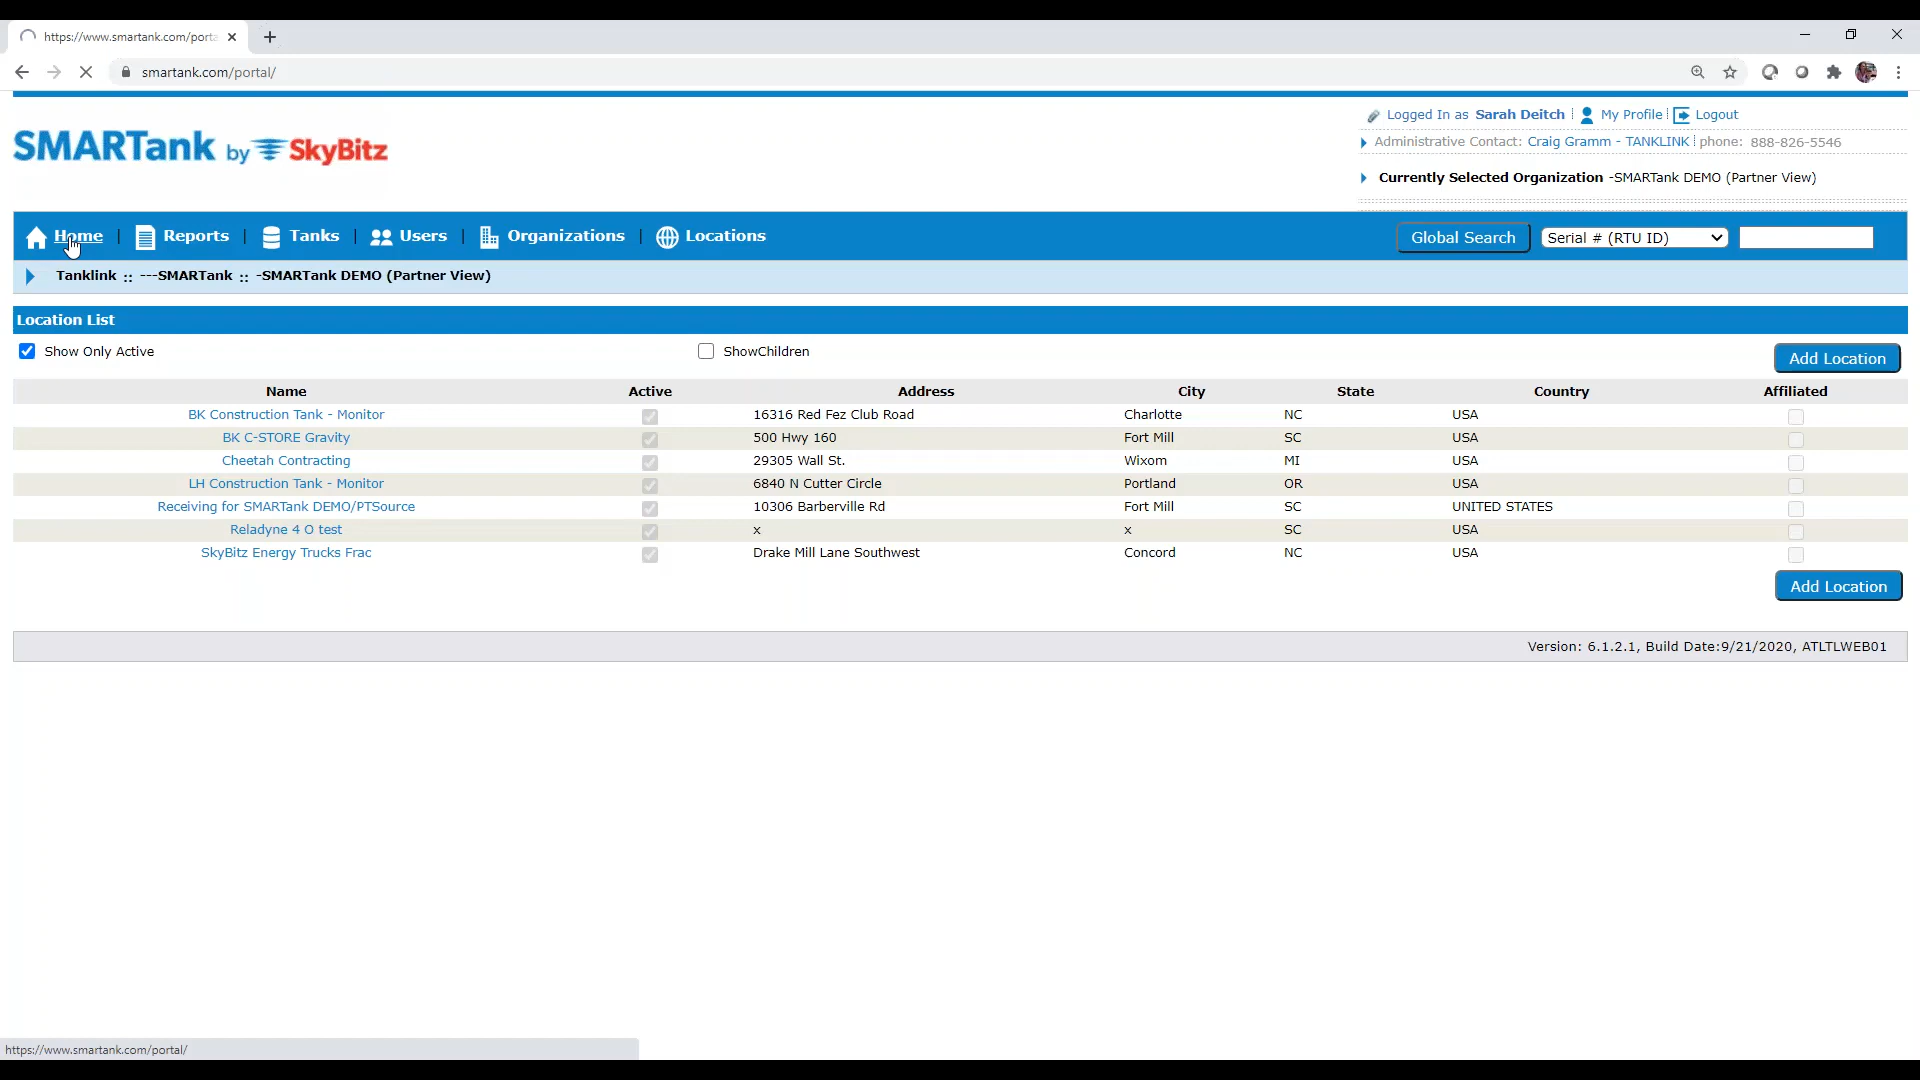 https://www.smartank.com/porta
smartank.com/portal/
Logged In as Sarah Deitch My Profile Logout
SMARTank by SkyBitz
Administrative Contact: Craig Gramm - TANKLINK phone: 888-826-5546
Currently Selected Organization -SMARTank DEMO (Partner View)
Home | Reports | Tanks | Users | Organizations | Locations Global Search Serial # (RTU ID)
Tanklink :: ---SMARTank :: -SMARTank DEMO (Partner View)
Location List
Show Only Active ShowChildren Add Location
Name Active Address City State Country Affiliated
BK Construction Tank - Monitor 16316 Red Fez Club Road Charlotte NC USA
BK C-STORE Gravity 500 Hwy 160 Fort Mill SC USA
Cheetah Contracting 29305 Wall St. Wixom MI USA
LH Construction Tank - Monitor 6840 N Cutter Circle Portland OR USA
Receiving for SMARTank DEMO/PTSource 10306 Barberville Rd Fort Mill SC UNITED STATES
Reladyne 4 O test x x SC USA
SkyBitz Energy Trucks Frac Drake Mill Lane Southwest Concord NC USA
Add Location
Version: 6.1.2.1, Build Date:9/21/2020, ATLTLWEB01
https://www.smartank.com/portal/